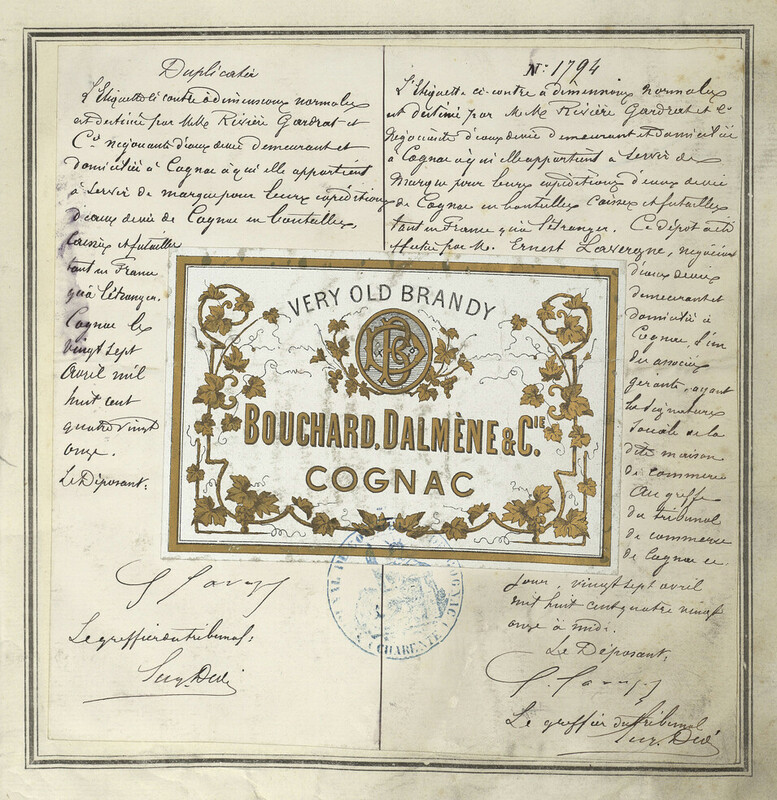 Duplicata
L'Etiquette ci contre à dimensions normales
est destiné par MM. Rivière Gardrat et
Cie négociants d'eaux de vie demeurant et
domiciliés à Cognac à qui elle appartient
à servir de marque pour leurs expéditions
d'eaux de vie de Cognac en bouteilles
Caisses et futailles
tant en France
qu'à l'étranger.
Cognac le
vingt sept
Avril mil
huit cent
quatre vingt
onze.
Le Déposant:
Le greffier du tribunal:
No 1794
L'Etiquette ci-contre à dimensions normales
est destiné par MM. Rivière Gardrat et Cie
Négociants d'eaux de vie demeurant et domiciliés
à Cognac à qui elle appartient à servir de
Marque pour leurs expéditions d'eaux de vie
de Cognac en bouteilles Caisses et futailles
tant en France qu'à l'étranger. Ce dépôt a été
effectué par M. Ernest Lavergne, négociant
d'eaux de vie
demeurant et
domicilié à
Cognac, l'un
des associés
gérants, ayant
la signature
sociale de la
dite maison
de commerce
Au greffe
du tribunal
de commerce
de Cognac ce
jour, vingt sept avril
mil huit cent quatre vingt
onze à midi.
Le Déposant:
Le greffier du tribunal
VERY OLD BRANDY
BOUCHARD, DALMÈNE & CIE
COGNAC
CHARENTE